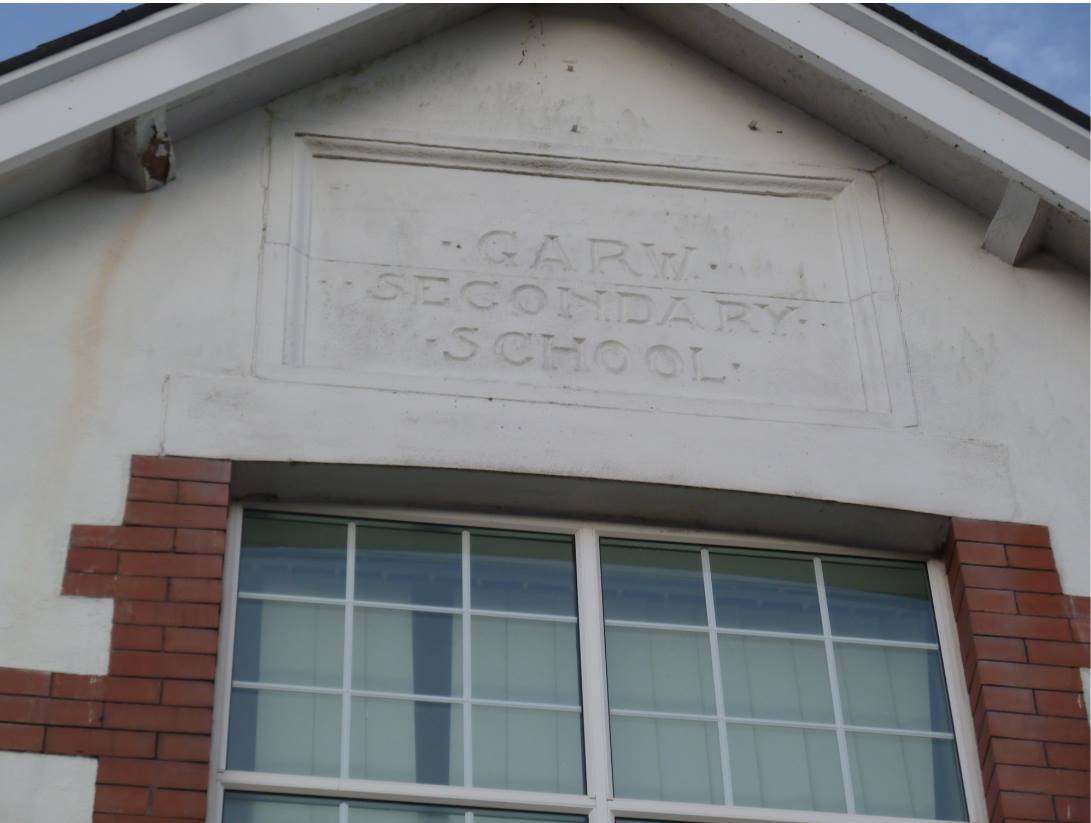 · GARW ·
· SECONDARY ·
· SCHOOL ·